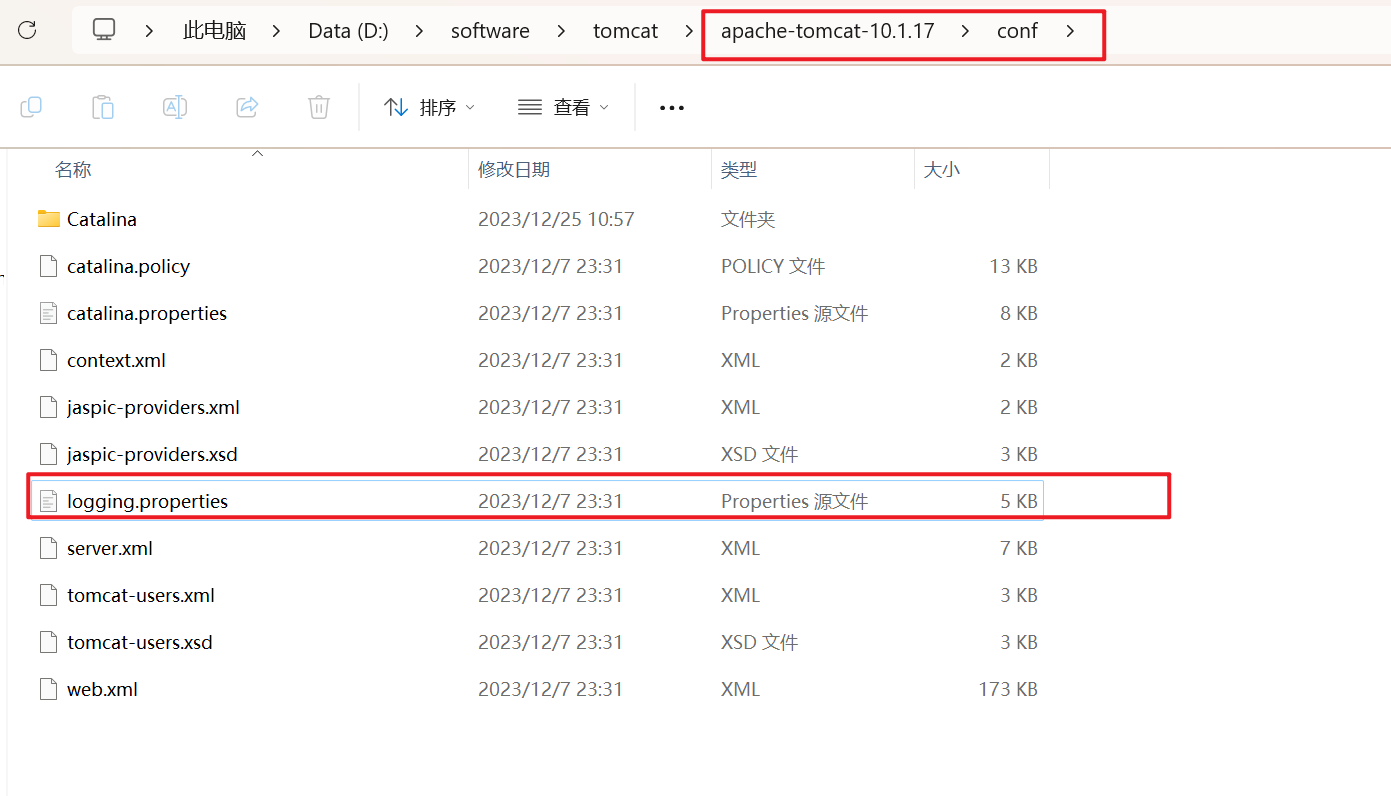 此电脑 Data (D:) software tomcat apache-tomcat-10.1.17 conf
排序 查看
名称 修改日期 类型 大小
Catalina 2023/12/25 10:57 文件夹
catalina.policy 2023/12/7 23:31 POLICY 文件 13 KB
catalina.properties 2023/12/7 23:31 Properties 源文件 8 KB
context.xml 2023/12/7 23:31 XML 2 KB
jaspic-providers.xml 2023/12/7 23:31 XML 2 KB
jaspic-providers.xsd 2023/12/7 23:31 XSD 文件 3 KB
logging.properties 2023/12/7 23:31 Properties 源文件 5 KB
server.xml 2023/12/7 23:31 XML 7 KB
tomcat-users.xml 2023/12/7 23:31 XML 3 KB
tomcat-users.xsd 2023/12/7 23:31 XSD 文件 3 KB
web.xml 2023/12/7 23:31 XML 173 KB